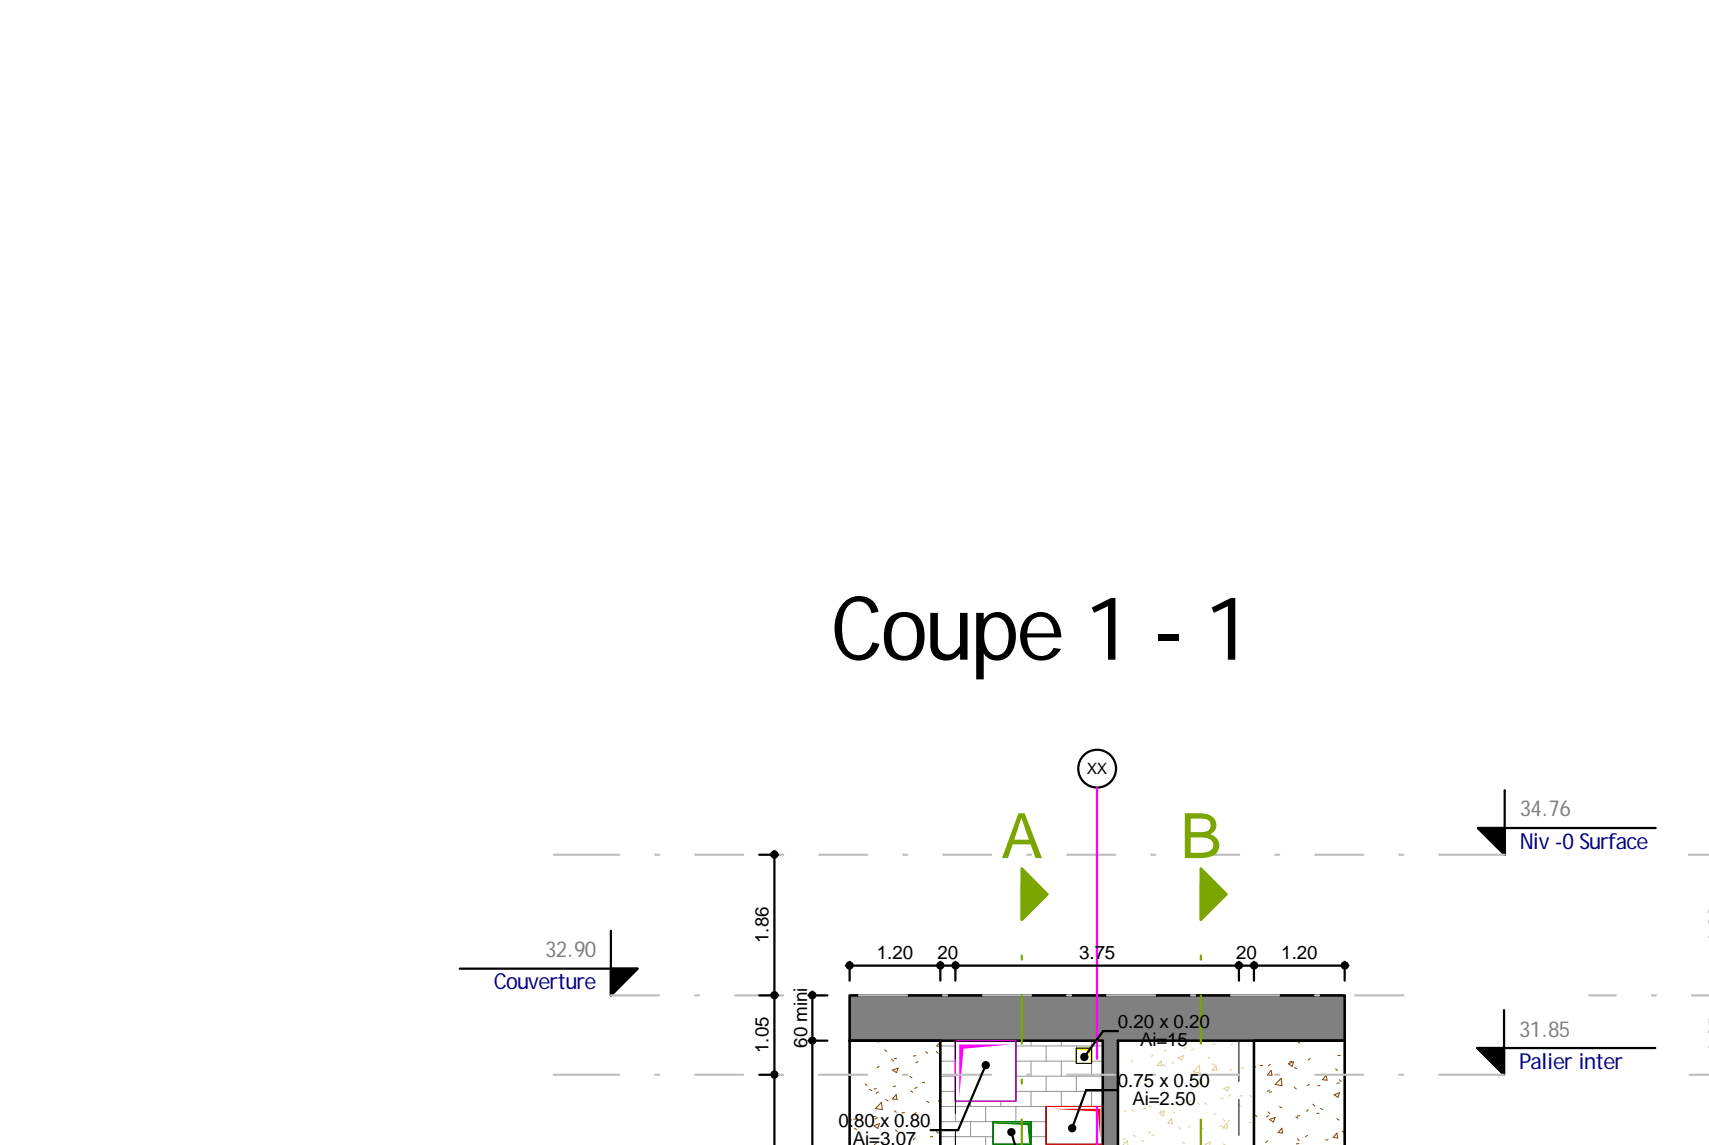 Coupe 1 - 1
XX
A
B
34.76
Niv -0 Surface
1.86
32.90
Couverture
1.20
20
3.75
20
1.20
60 mini
1.05
0.20 x 0.20
Ai=15
31.85
Palier inter
0.75 x 0.50
Ai=2.50
0.80 x 0.80
Ai=3.07